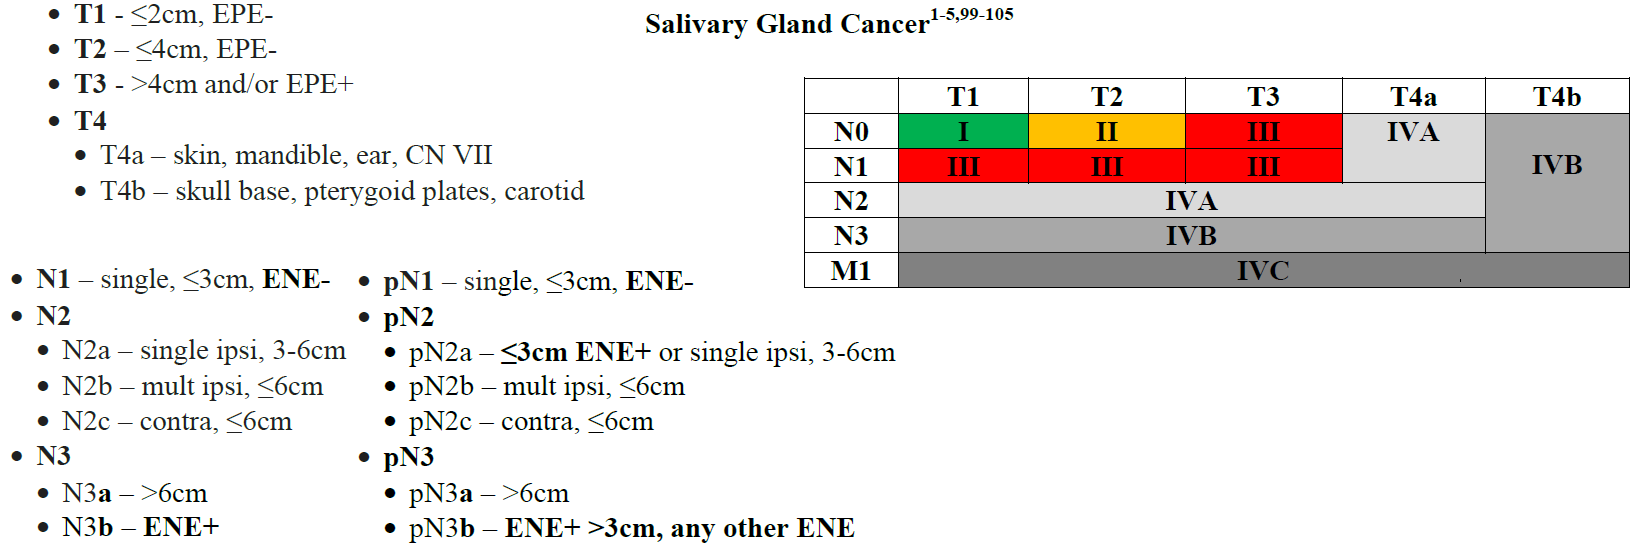 • T1 - ≤2cm, EPE-
• T2 – ≤4cm, EPE-
• T3 - >4cm and/or EPE+
• T4
• T4a – skin, mandible, ear, CN VII
• T4b – skull base, pterygoid plates, carotid
Salivary Gland Cancer1-5,99-105
T1 T2 T3 T4a T4b
N0 I II III IVA
N1 III III III IVB
N2 IVA
N3 IVB
M1 IVC
• N1 – single, ≤3cm, ENE-
• N2
• N2a – single ipsi, 3-6cm
• N2b – mult ipsi, ≤6cm
• N2c – contra, ≤6cm
• N3
• N3a – >6cm
• N3b – ENE+
• pN1 – single, ≤3cm, ENE-
• pN2
• pN2a – ≤3cm ENE+ or single ipsi, 3-6cm
• pN2b – mult ipsi, ≤6cm
• pN2c – contra, ≤6cm
• pN3
• pN3a – >6cm
• pN3b – ENE+ >3cm, any other ENE